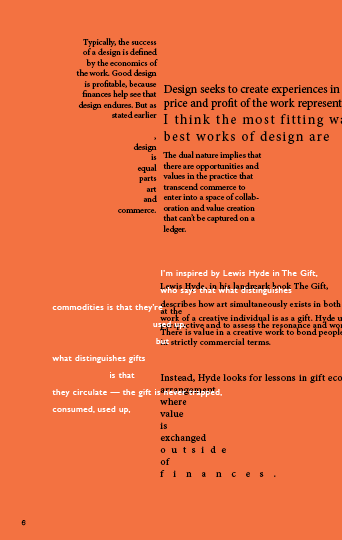 Typically, the success
of a design is defined
by the economics of
the work. Good design
is profitable, because
finances help see that
design endures. But as
stated earlier
,
design
is
equal
parts
art
and
commerce.
Design seeks to create experiences in
price and profit of the work represent
I think the most fitting wa
best works of design are
The dual nature implies that
there are opportunities and
values in the practice that
transcend commerce to
enter into a space of collab-
oration and value creation
that can't be captured on a
ledger.
I'm inspired by Lewis Hyde in The Gift,
Lewis Hyde, in his landmark book The Gift,
who says that what distinguishes
describes how art simultaneously exists in both
commodities is that they're
at the
work of a creative individual is as a gift. Hyde u
used up,
perspective and to assess the resonance and wor
There is value in a creative work to bond people
but
strictly commercial terms.
what distinguishes gifts
is that
Instead, Hyde looks for lessons in gift eco
arrangement
they circulate — the gift is never trapped,
consumed, used up,
where
value
is
exchanged
outside
of
finances.
6